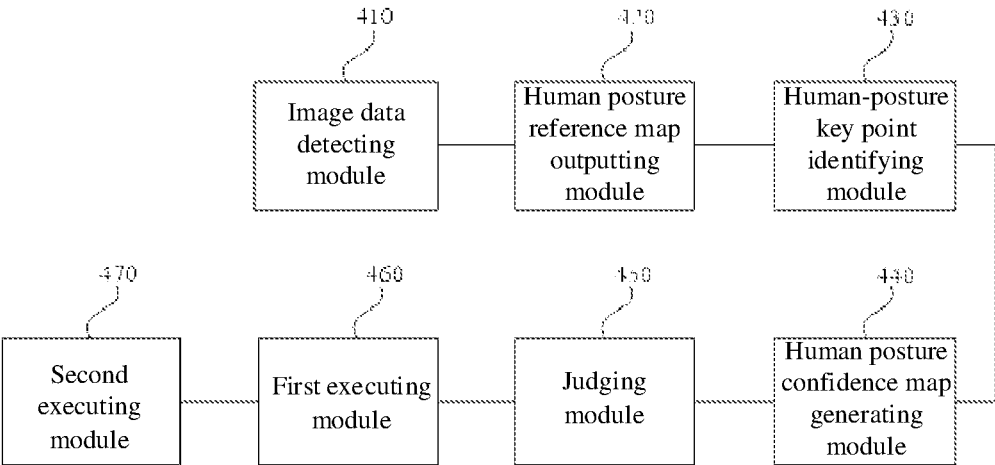 410 420 430
Image data
detecting
module
Human posture
reference map
outputting
module
Human-posture
key point
identifying
module
470 460 450 440
Second
executing
module
First executing
module
Judging
module
Human posture
confidence map
generating
module